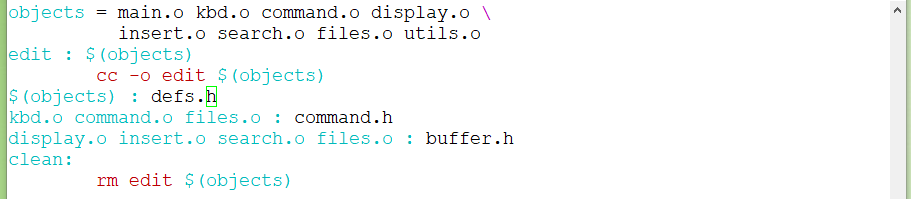 objects = main.o kbd.o command.o display.o \
          insert.o search.o files.o utils.o
edit : $(objects)
        cc -o edit $(objects)
$(objects) : defs.h
kbd.o command.o files.o : command.h
display.o insert.o search.o files.o : buffer.h
clean:
        rm edit $(objects)